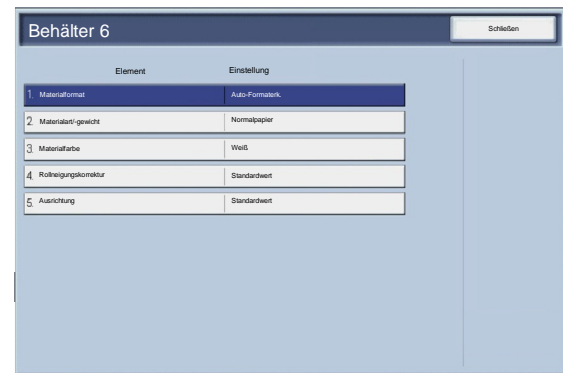 Behälter 6
Schließen
Element Einstellung
1. Materialformat Auto-Formaterk.
2. Materialart/-gewicht Normalpapier
3. Materialfarbe Weiß
4. Rollneigungskorrektur Standardwert
5. Ausrichtung Standardwert